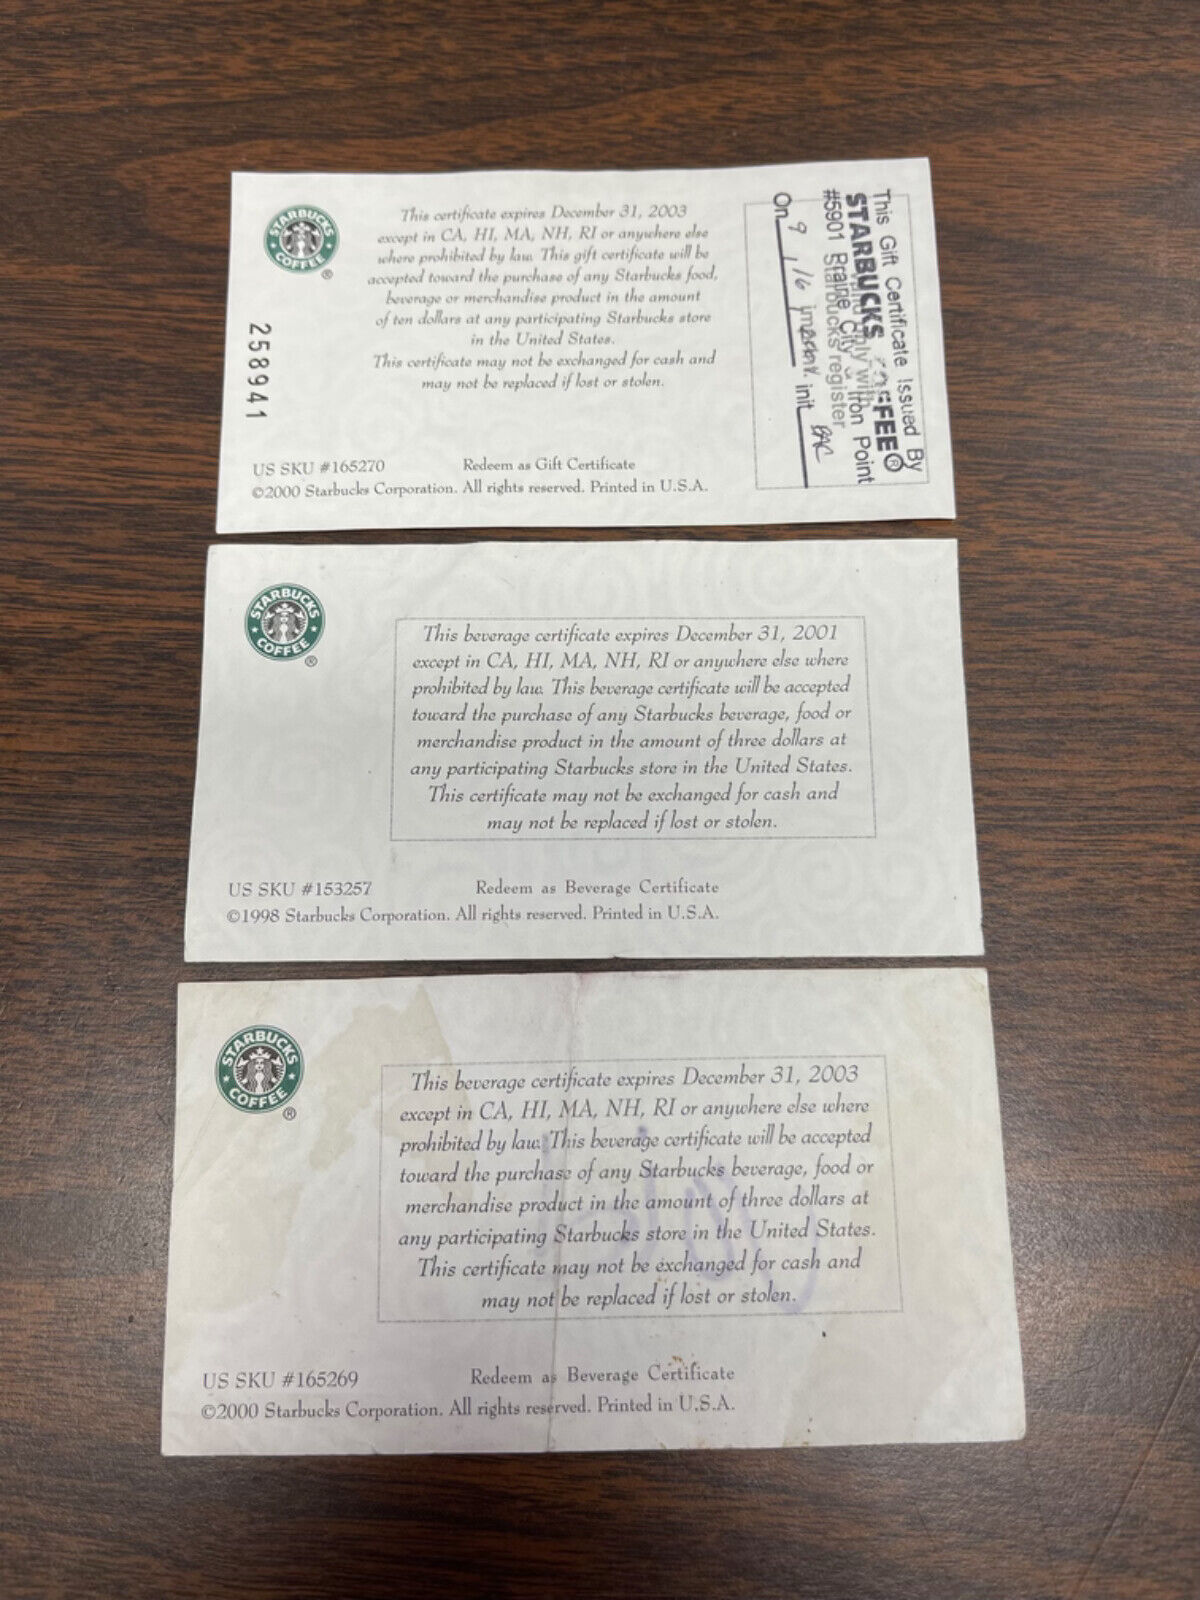 STARBUCKS
COFFEE
®
This certificate expires December 31, 2003
except in CA, HI, MA, NH, RI or anywhere else
where prohibited by law. This gift certificate will be
accepted toward the purchase of any Starbucks food,
beverage or merchandise product in the amount
of ten dollars at any participating Starbucks store
in the United States.
This certificate may not be exchanged for cash and
may not be replaced if lost or stolen.
258941
US SKU #165270 Redeem as Gift Certificate
©2000 Starbucks Corporation. All rights reserved. Printed in U.S.A.
This Gift Certificate Issued By
STARBUCKS COFFEE®
#5901 Prairie City & Iron Point
only with
Starbucks register
On 9 / 16 init
STARBUCKS
COFFEE
®
This beverage certificate expires December 31, 2001
except in CA, HI, MA, NH, RI or anywhere else where
prohibited by law. This beverage certificate will be accepted
toward the purchase of any Starbucks beverage, food or
merchandise product in the amount of three dollars at
any participating Starbucks store in the United States.
This certificate may not be exchanged for cash and
may not be replaced if lost or stolen.
US SKU #153257 Redeem as Beverage Certificate
©1998 Starbucks Corporation. All rights reserved. Printed in U.S.A.
STARBUCKS
COFFEE
®
This beverage certificate expires December 31, 2003
except in CA, HI, MA, NH, RI or anywhere else where
prohibited by law. This beverage certificate will be accepted
toward the purchase of any Starbucks beverage, food or
merchandise product in the amount of three dollars at
any participating Starbucks store in the United States.
This certificate may not be exchanged for cash and
may not be replaced if lost or stolen.
US SKU #165269 Redeem as Beverage Certificate
©2000 Starbucks Corporation. All rights reserved. Printed in U.S.A.